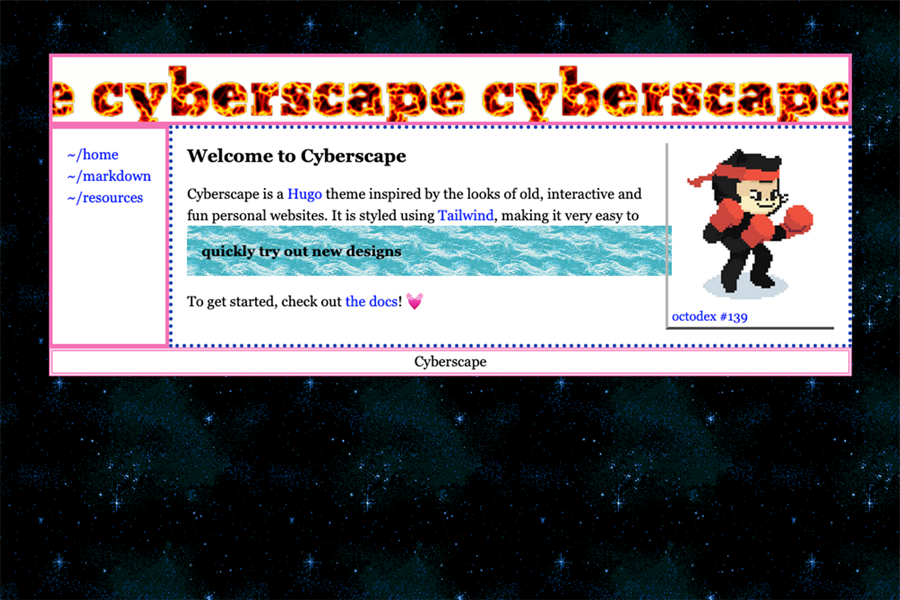 e cyberscape cyberscape
~/home
~/markdown
~/resources
Welcome to Cyberscape
Cyberscape is a Hugo theme inspired by the looks of old, interactive and
fun personal websites. It is styled using Tailwind, making it very easy to
quickly try out new designs
To get started, check out the docs! 💓
octodex #139
Cyberscape